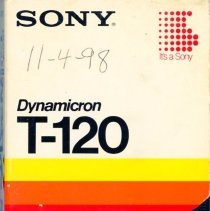 SONY
It's a Sony
11-4-98
Dynamicron
T-120